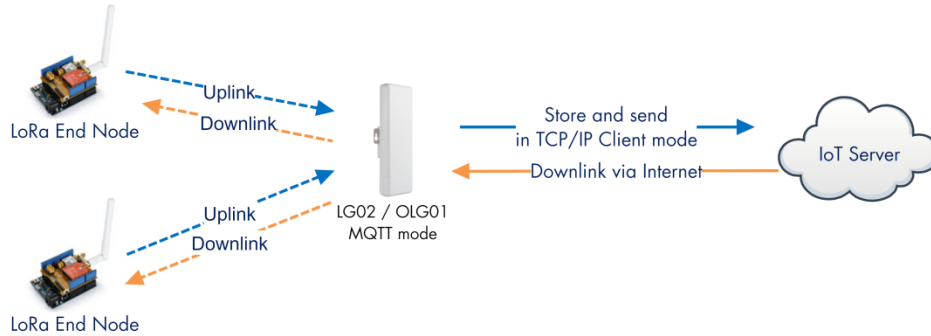 Uplink
Downlink
LoRa End Node
Store and send
in TCP/IP Client mode
IoT Server
Downlink via Internet
LG02 / OLG01
MQTT mode
Uplink
Downlink
LoRa End Node